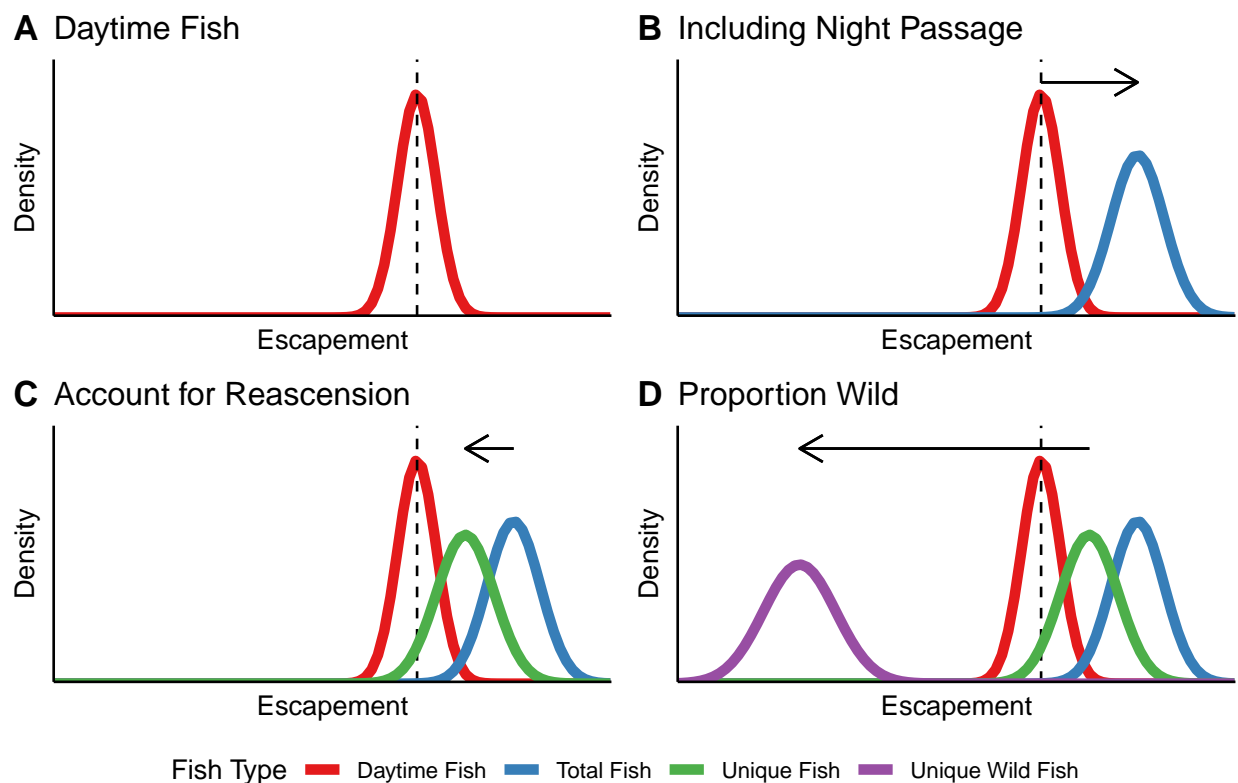 A Daytime Fish
Density
Escapement
B Including Night Passage
Density
Escapement
C Account for Reascension
Density
Escapement
D Proportion Wild
Density
Escapement
Fish Type Daytime Fish Total Fish Unique Fish Unique Wild Fish